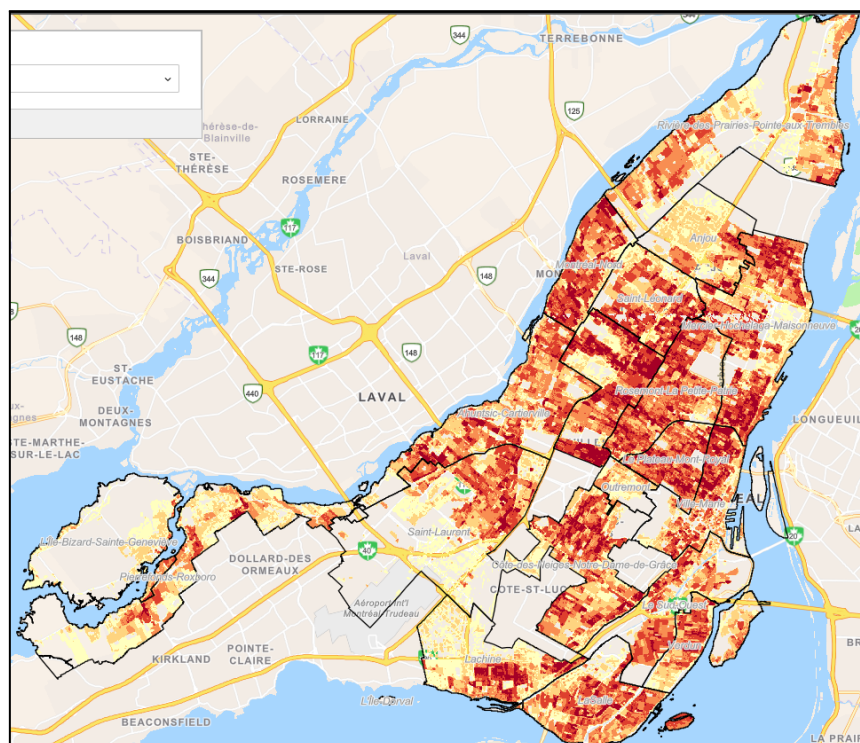 344
344
TERREBONNE
Thérèse-de-
Blainville
LORRAINE
125
STE-
THÉRÈSE
Rivière-des-Prairies-Pointe-aux-Trembles
ROSEMERE
117
BOISBRIAND
Anjou
STE-ROSE
Laval
344
148
Montréal-Nord
Saint-Léonard
Mercier-Hochelaga-Maisonneuve
148
117
148
ST-
EUSTACHE
440
LAVAL
Rosemont-La Petite-Patrie
DEUX-
MONTAGNES
Ahuntsic-Cartierville
LONGUEUIL
STE-MARTHE-
SUR-LE-LAC
Le Plateau-Mont-Royal
Outremont
Ville-Marie
EAL
Saint-Laurent
20
L'Île-Bizard-Sainte-Geneviève
40
DOLLARD-DES
ORMEAUX
Pierrefonds-Roxboro
Côte-des-Neiges-Notre-Dame-de-Grâce
COTE-ST-LUC
Aéroport Int'l
Montréal-Trudeau
Le Sud-Ouest
Verdun
POINTE-
CLAIRE
KIRKLAND
Lachine
L'Île-Dorval
LaSalle
BEACONSFIELD
LA PRAIR